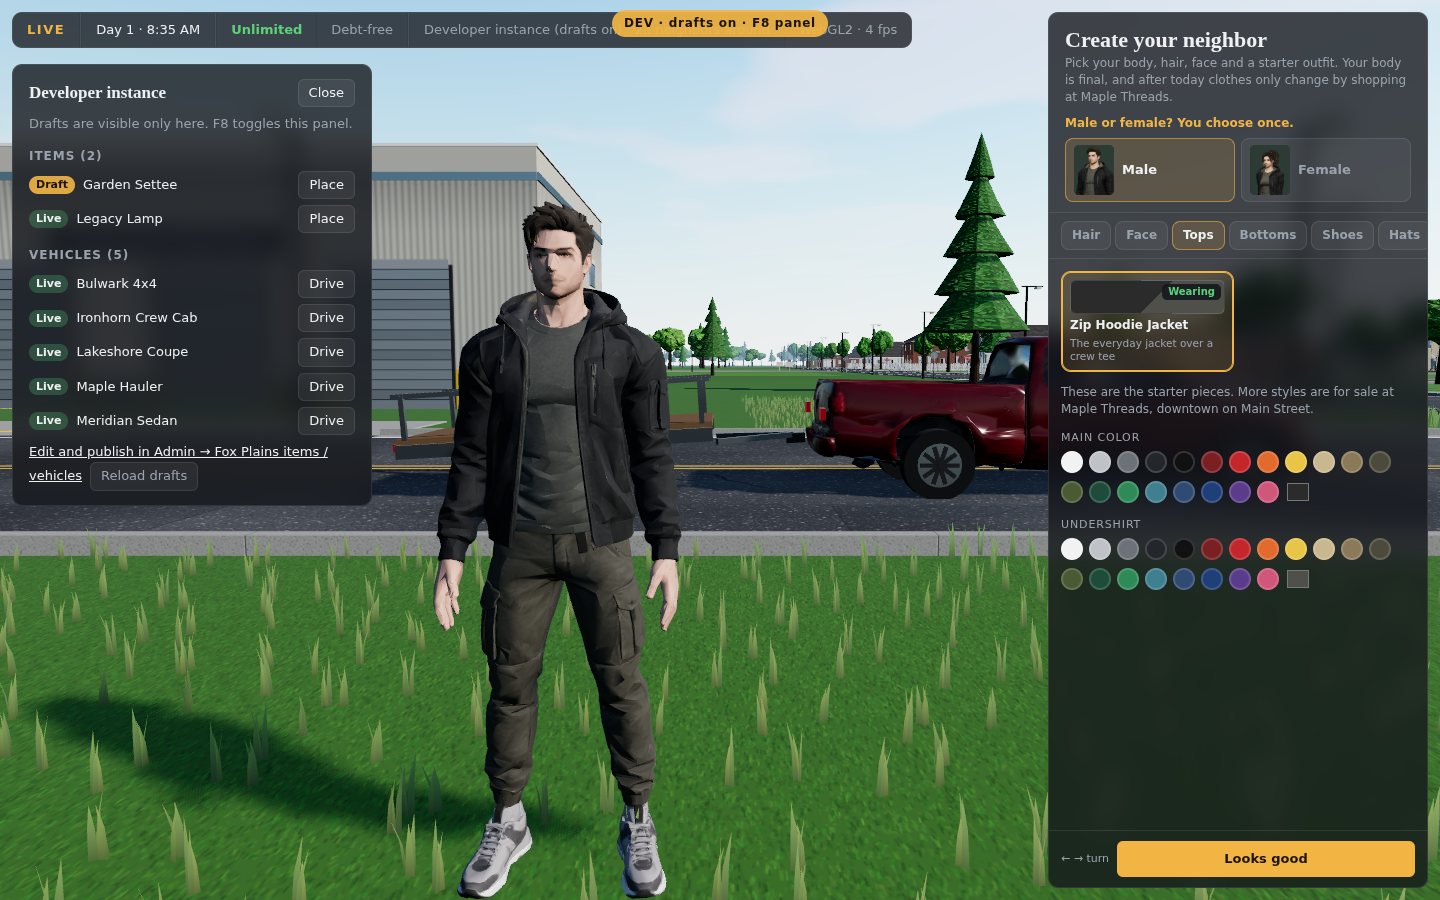 LIVE
Day 1 · 8:35 AM
Unlimited
Debt-free
Developer instance (drafts on
DEV · drafts on · F8 panel
GL2 · 4 fps
Developer instance
Close
Drafts are visible only here. F8 toggles this panel.
ITEMS (2)
Draft Garden Settee Place
Live Legacy Lamp Place
VEHICLES (5)
Live Bulwark 4x4 Drive
Live Ironhorn Crew Cab Drive
Live Lakeshore Coupe Drive
Live Maple Hauler Drive
Live Meridian Sedan Drive
Edit and publish in Admin → Fox Plains items /
vehicles Reload drafts
Create your neighbor
Pick your body, hair, face and a starter outfit. Your body
is final, and after today clothes only change by shopping
at Maple Threads.
Male or female? You choose once.
Male
Female
Hair Face Tops Bottoms Shoes Hats
Wearing
Zip Hoodie Jacket
The everyday jacket over a
crew tee
These are the starter pieces. More styles are for sale at
Maple Threads, downtown on Main Street.
MAIN COLOR
UNDERSHIRT
← → turn
Looks good